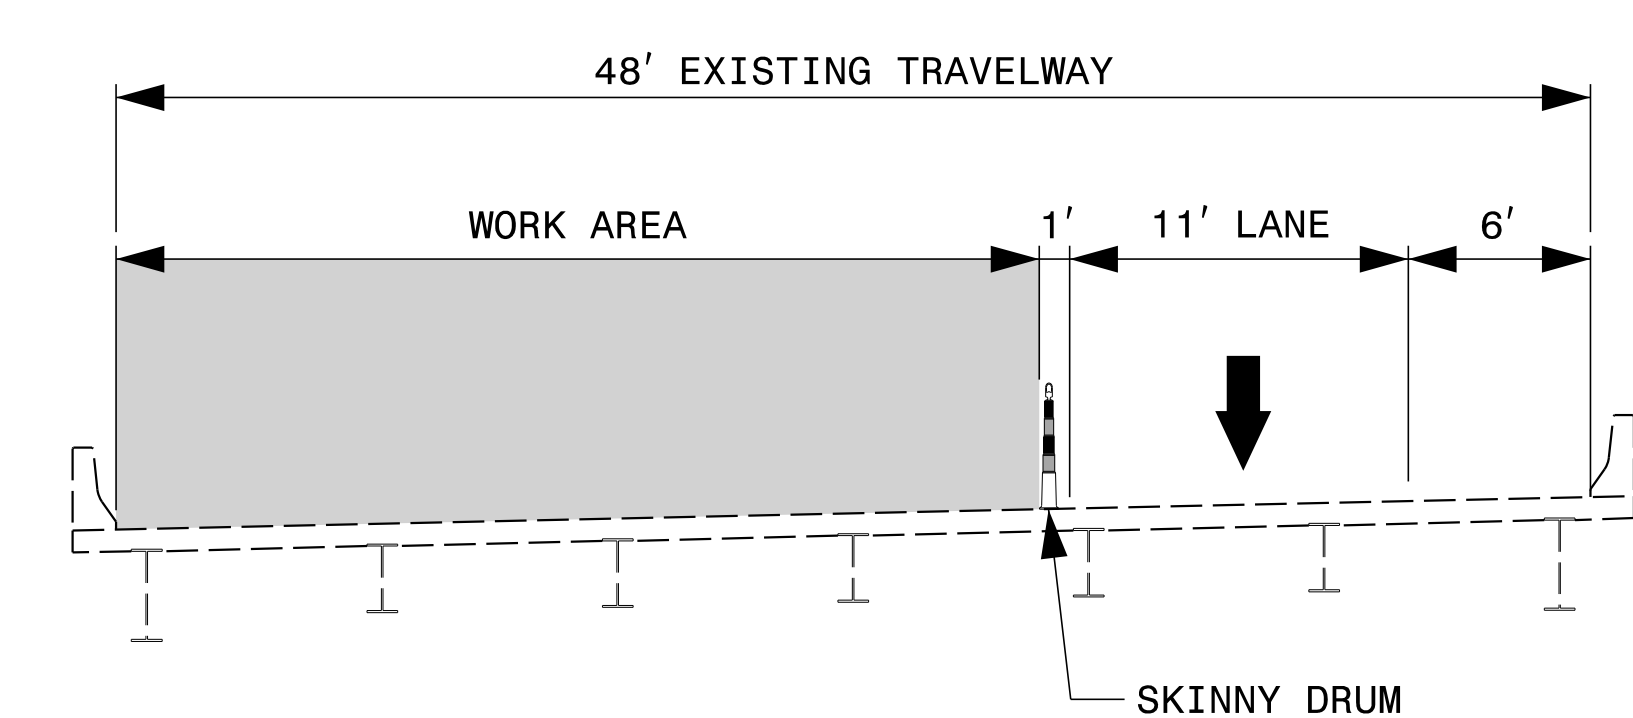 48' EXISTING TRAVELWAY
WORK AREA 1' 11' LANE 6'
SKINNY DRUM